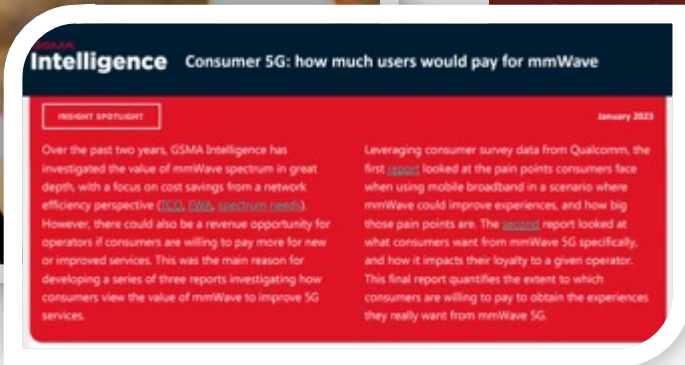 GSMA
Intelligence Consumer 5G: how much users would pay for mmWave
INSIGHT SPOTLIGHT
January 2023
Over the past two years, GSMA Intelligence has
investigated the value of mmWave spectrum in great
depth, with a focus on cost savings from a network
efficiency perspective (TCO, FWA, spectrum needs).
However, there could also be a revenue opportunity for
operators if consumers are willing to pay more for new
or improved services. This was the main reason for
developing a series of three reports investigating how
consumers view the value of mmWave to improve 5G
services.
Leveraging consumer survey data from Qualcomm, the
first report looked at the pain points consumers face
when using mobile broadband in a scenario where
mmWave could improve experiences, and how big
those pain points are. The second report looked at
what consumers want from mmWave 5G specifically,
and how it impacts their loyalty to a given operator.
This final report quantifies the extent to which
consumers are willing to pay to obtain the experiences
they really want from mmWave 5G.